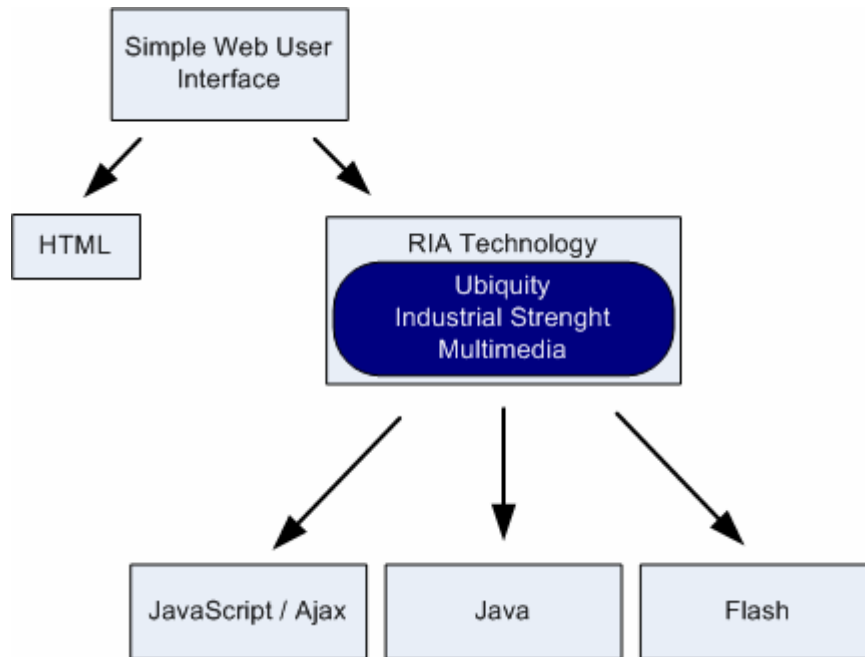 Simple Web User
Interface
HTML
RIA Technology
Ubiquity
Industrial Strenght
Multimedia
JavaScript / Ajax
Java
Flash